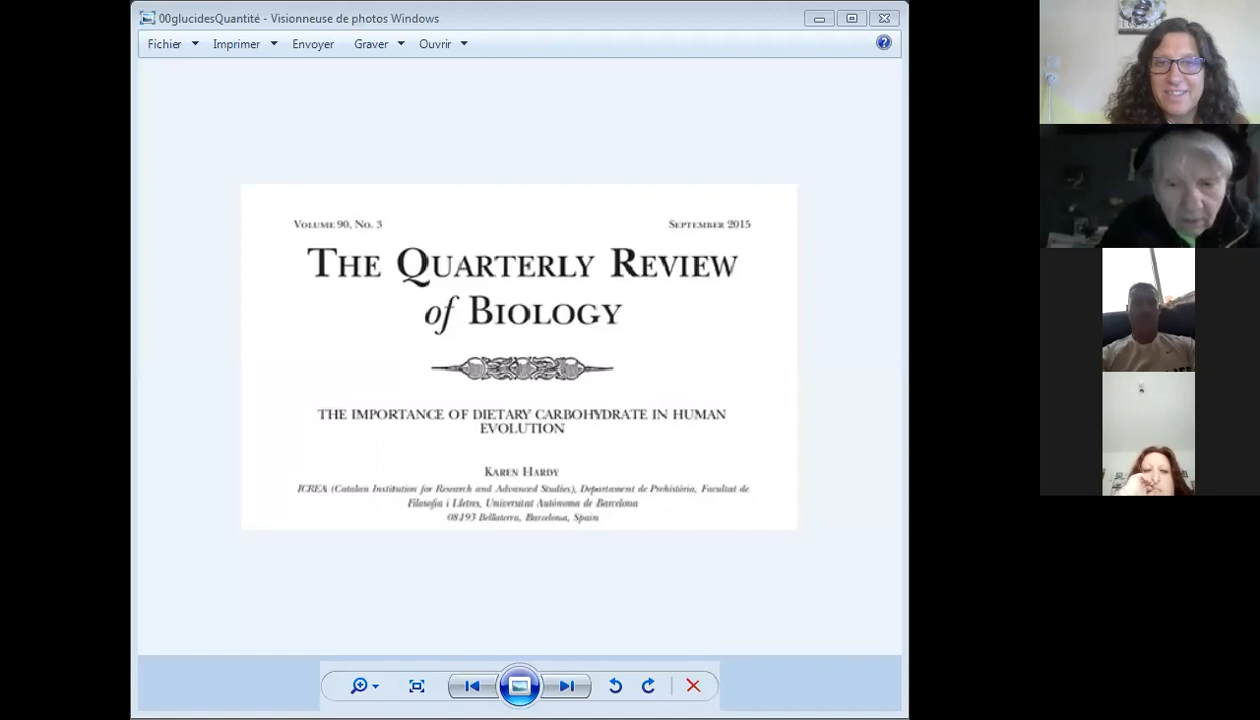 00glucidesQuantité - Visionneuse de photos Windows
Fichier Imprimer Envoyer Graver Ouvrir
VOLUME 90, NO. 3 SEPTEMBER 2015
THE QUARTERLY REVIEW
of BIOLOGY
THE IMPORTANCE OF DIETARY CARBOHYDRATE IN HUMAN
EVOLUTION
KAREN HARDY
ICREA (Catalan Institution for Research and Advanced Studies), Departament de Prehistòria, Facultat de
Filosofia i Lletres, Universitat Autònoma de Barcelona
08193 Bellaterra, Barcelona, Spain